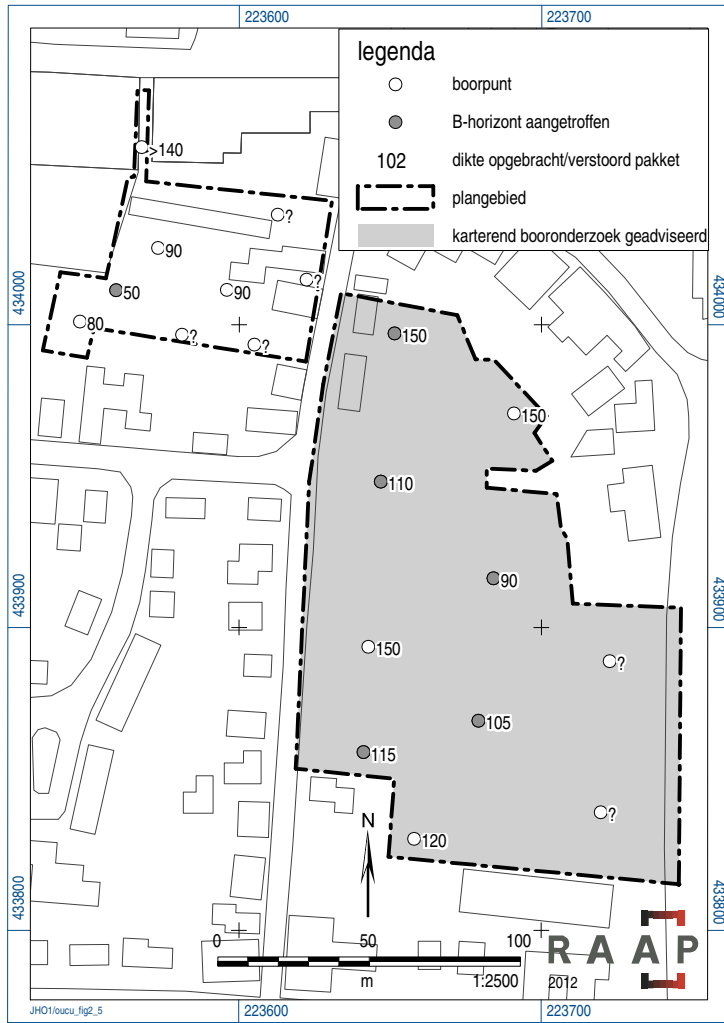 223600
223700
legenda
boorpunt
B-horizont aangetroffen
102 dikte opgebracht/verstoord pakket
plangebied
karterend booronderzoek geadviseerd
>140
?
90
?
50
90
434000
434000
80
?
?
150
150
110
90
433900
433900
150
?
105
115
?
120
N
433800
433800
0 50 100
m 1:2500
RAAP
2012
JHO1/oucu_fig2_5
223600
223700